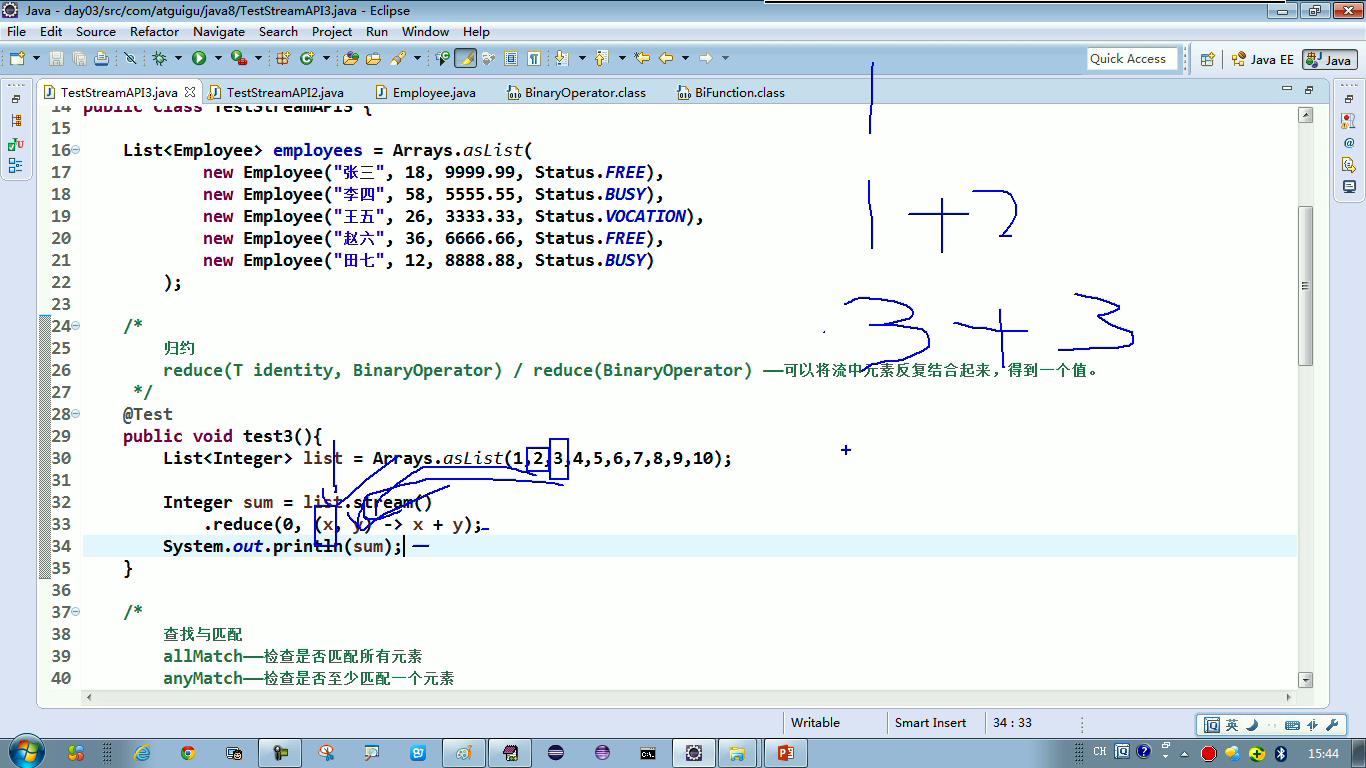 Java - day03/src/com/atguigu/java8/TestStreamAPI3.java - Eclipse
File Edit Source Refactor Navigate Search Project Run Window Help
Quick Access Java EE Java
TestStreamAPI3.java TestStreamAPI2.java Employee.java BinaryOperator.class BiFunction.class
14 public class TestStreamAPI3 {
15
16 List<Employee> employees = Arrays.asList(
17 new Employee("张三", 18, 9999.99, Status.FREE),
18 new Employee("李四", 58, 5555.55, Status.BUSY),
19 new Employee("王五", 26, 3333.33, Status.VOCATION),
20 new Employee("赵六", 36, 6666.66, Status.FREE),
21 new Employee("田七", 12, 8888.88, Status.BUSY)
22 );
23
24 /*
25 归约
26 reduce(T identity, BinaryOperator) / reduce(BinaryOperator) ——可以将流中元素反复结合起来，得到一个值。
27 */
28 @Test
29 public void test3(){
30 List<Integer> list = Arrays.asList(1,2,3,4,5,6,7,8,9,10);
31
32 Integer sum = list.stream()
33 .reduce(0, (x, y) -> x + y);
34 System.out.println(sum);
35 }
36
37 /*
38 查找与匹配
39 allMatch——检查是否匹配所有元素
40 anyMatch——检查是否至少匹配一个元素
1
1 + 2
3 + 3
Writable Smart Insert 34 : 33
英
CH 15:44